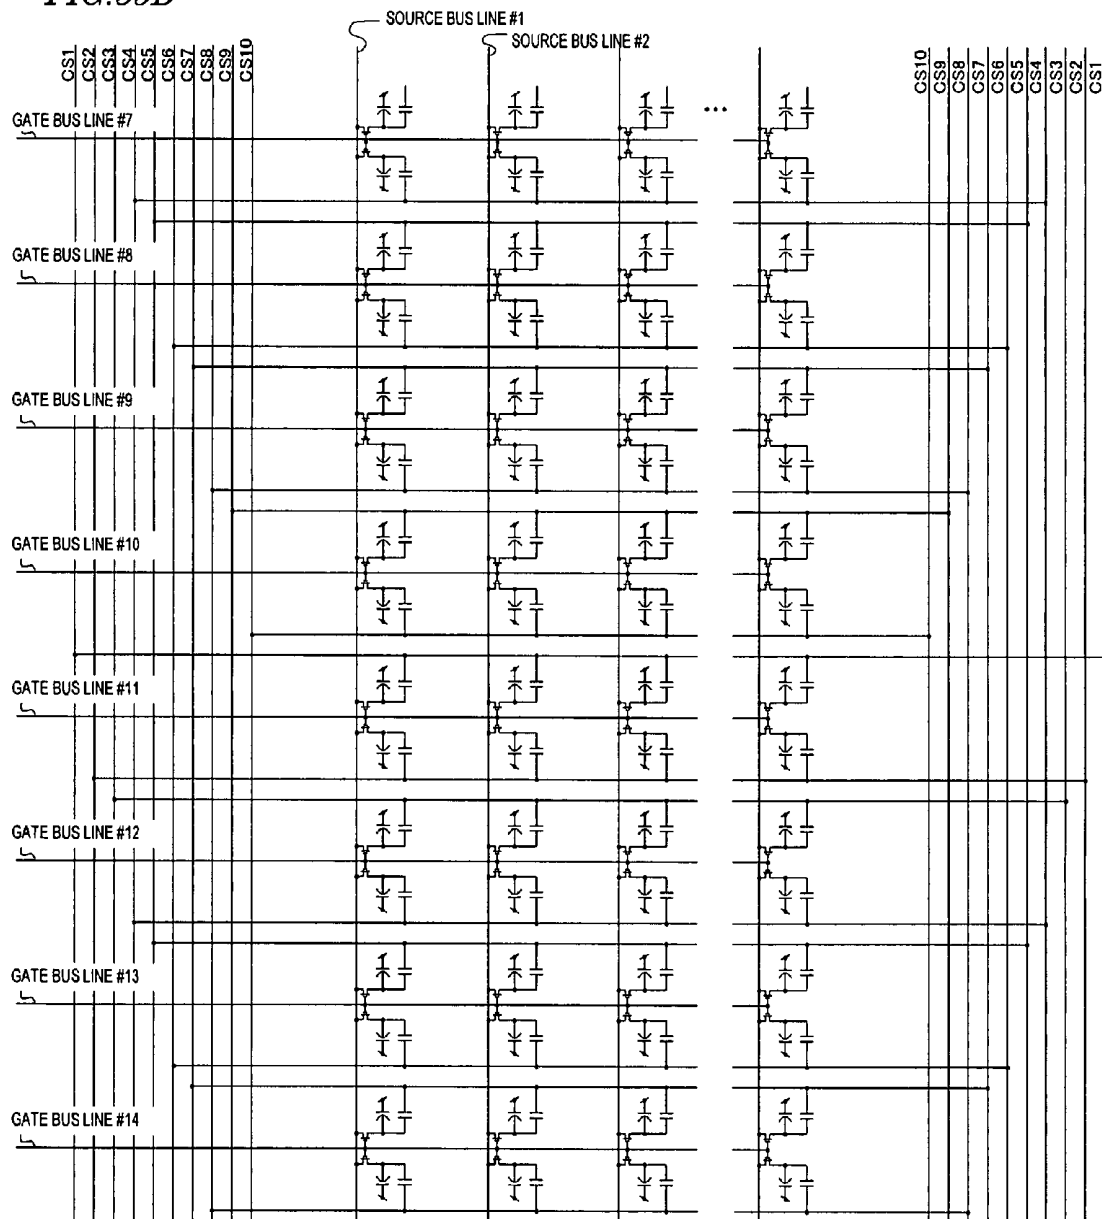 SOURCE BUS LINE #1
SOURCE BUS LINE #2
CS1
CS2
CS3
CS4
CS5
CS6
CS7
CS8
CS9
CS10
...
CS10
CS9
CS8
CS7
CS6
CS5
CS4
CS3
CS2
CS1
GATE BUS LINE #7
GATE BUS LINE #8
GATE BUS LINE #9
GATE BUS LINE #10
GATE BUS LINE #11
GATE BUS LINE #12
GATE BUS LINE #13
GATE BUS LINE #14